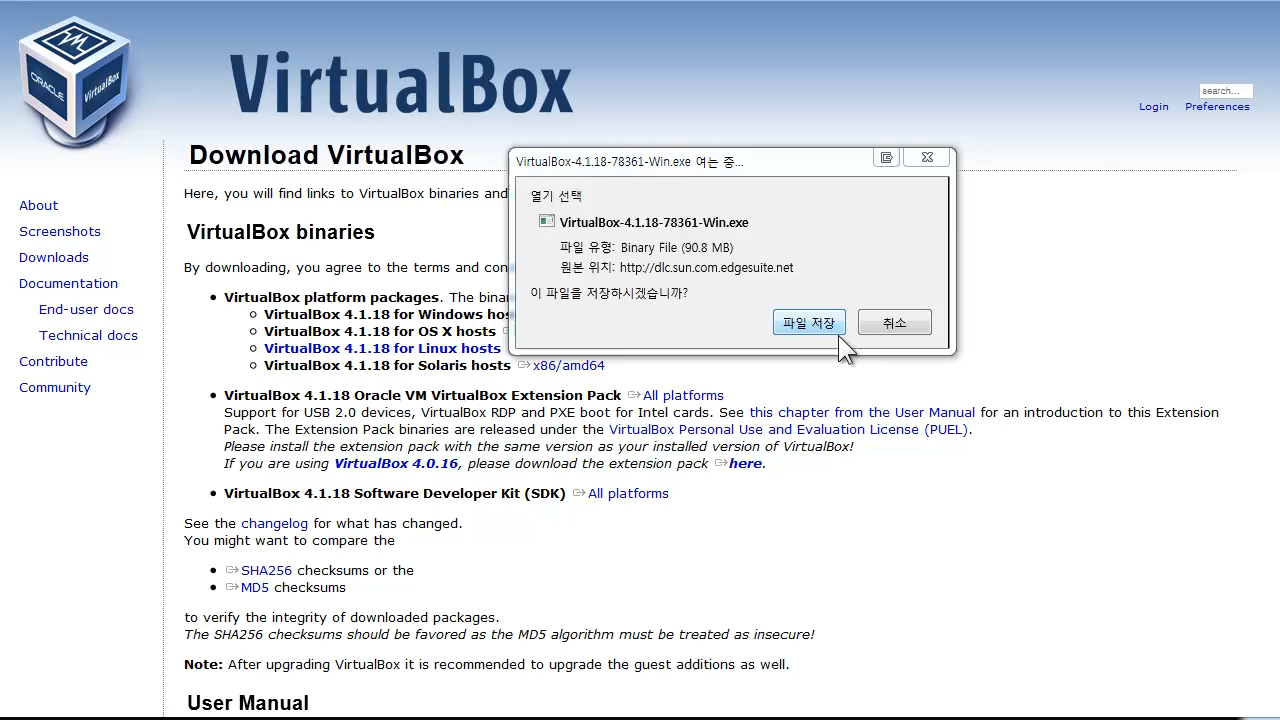 ORACLE
VirtualBox
VirtualBox
search...
Login
Preferences
Download VirtualBox
Here, you will find links to VirtualBox binaries and
About
Screenshots
Downloads
Documentation
End-user docs
Technical docs
Contribute
Community
VirtualBox binaries
By downloading, you agree to the terms and
VirtualBox platform packages. The
VirtualBox 4.1.18 for Windows
VirtualBox 4.1.18 for OS X hosts
VirtualBox 4.1.18 for Linux hosts
VirtualBox 4.1.18 for Solaris hosts x86/amd64
VirtualBox-4.1.18-78361-Win.exe 여는 중...
열기 선택
VirtualBox-4.1.18-78361-Win.exe
파일 유형: Binary File (90.8 MB)
원본 위치: http://dlc.sun.com.edgesuite.net
이 파일을 저장하시겠습니까?
파일 저장
취소
VirtualBox 4.1.18 Oracle VM VirtualBox Extension Pack All platforms
Support for USB 2.0 devices, VirtualBox RDP and PXE boot for Intel cards. See this chapter from the User Manual for an introduction to this Extension
Pack. The Extension Pack binaries are released under the VirtualBox Personal Use and Evaluation License (PUEL).
Please install the extension pack with the same version as your installed version of VirtualBox!
If you are using VirtualBox 4.0.16, please download the extension pack here.
VirtualBox 4.1.18 Software Developer Kit (SDK) All platforms
See the changelog for what has changed.
You might want to compare the
SHA256 checksums or the
MD5 checksums
to verify the integrity of downloaded packages.
The SHA256 checksums should be favored as the MD5 algorithm must be treated as insecure!
Note: After upgrading VirtualBox it is recommended to upgrade the guest additions as well.
User Manual